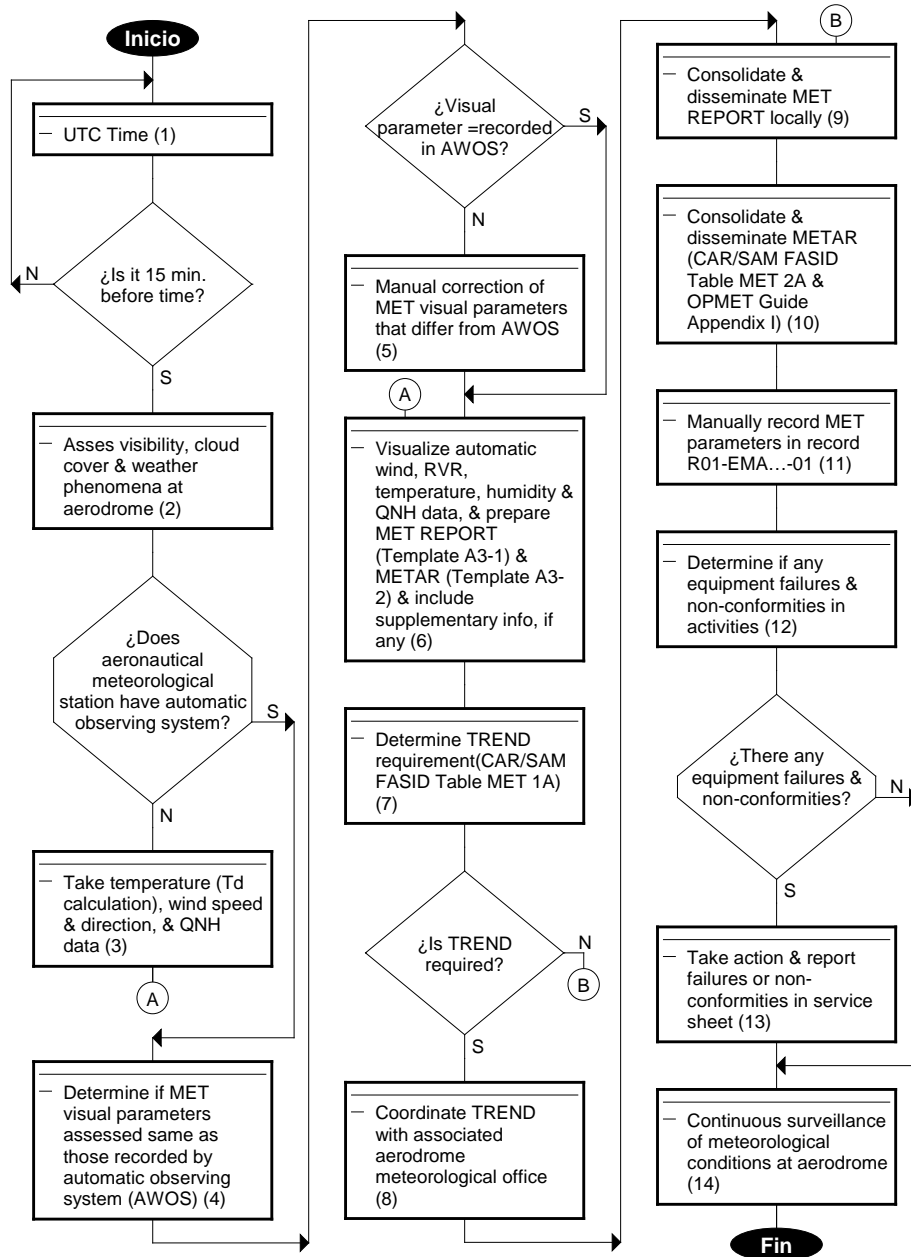 Inicio
— UTC Time (1)
N
¿Is it 15 min.
before time?
S
— Asses visibility, cloud
cover & weather
phenomena at
aerodrome (2)
¿Does
aeronautical
meteorological
station have automatic
observing system?
S
N
— Take temperature (Td
calculation), wind speed
& direction, & QNH
data (3)
A
— Determine if MET
visual parameters
assessed same as
those recorded by
automatic observing
system (AWOS) (4)
¿Visual
parameter =recorded
in AWOS?
S
N
— Manual correction of
MET visual parameters
that differ from AWOS
(5)
A
— Visualize automatic
wind, RVR,
temperature, humidity &
QNH data, & prepare
MET REPORT
(Template A3-1) &
METAR (Template A3-
2) & include
supplementary info, if
any (6)
— Determine TREND
requirement(CAR/SAM
FASID Table MET 1A)
(7)
¿Is TREND
required?
N
B
S
— Coordinate TREND
with associated
aerodrome
meteorological office
(8)
B
— Consolidate &
disseminate MET
REPORT locally (9)
— Consolidate &
disseminate METAR
(CAR/SAM FASID
Table MET 2A &
OPMET Guide
Appendix I) (10)
— Manually record MET
parameters in record
R01-EMA...-01 (11)
— Determine if any
equipment failures &
non-conformities in
activities (12)
¿There any
equipment failures &
non-conformities?
N
S
— Take action & report
failures or non-
conformities in service
sheet (13)
— Continuous surveillance
of meteorological
conditions at aerodrome
(14)
Fin